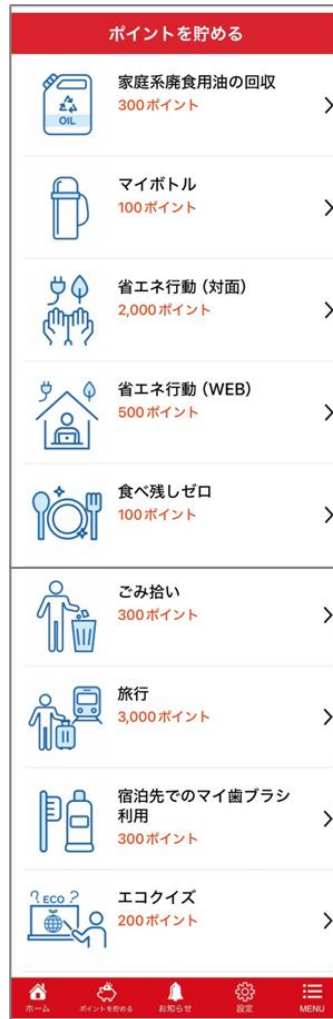 ポイントを貯める
家庭系廃食用油の回収
300ポイント
OIL
マイボトル
100ポイント
省エネ行動（対面）
2,000ポイント
省エネ行動（WEB）
500ポイント
食べ残しゼロ
100ポイント
ごみ拾い
300ポイント
旅行
3,000ポイント
宿泊先でのマイ歯ブラシ
利用
300ポイント
? ECO ?
エコクイズ
200ポイント
ホーム
ポイントを貯める
お知らせ
設定
MENU